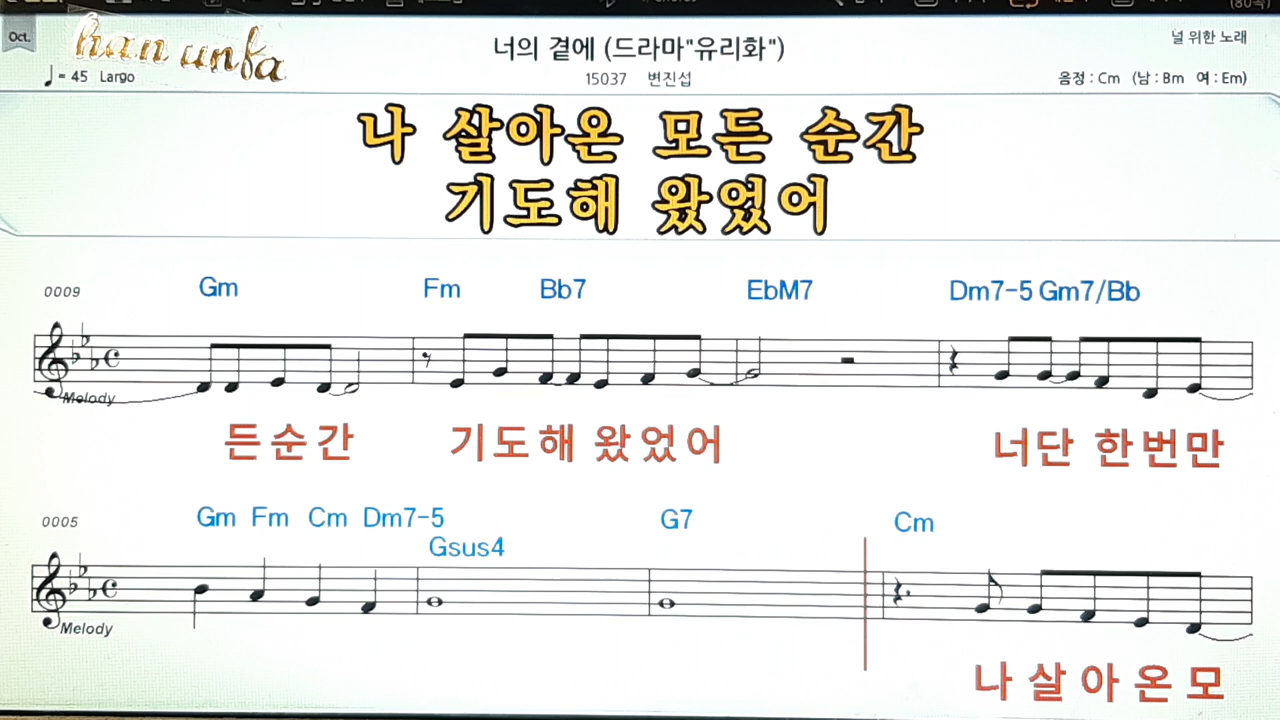 Oct.
han unfa
너의 곁에 (드라마"유리화")
널 위한 노래
♩= 45 Largo
15037 변진섭
음정 : Cm (남 : Bm 여 : Em)
나 살아온 모든 순간
기도해 왔었어
0009 Gm Fm Bb7 EbM7 Dm7-5 Gm7/Bb
Melody
든순간 기도해 왔었어 너단 한번만
0005 Gm Fm Cm Dm7-5 G7 Cm
Gsus4
Melody
나 살아온모